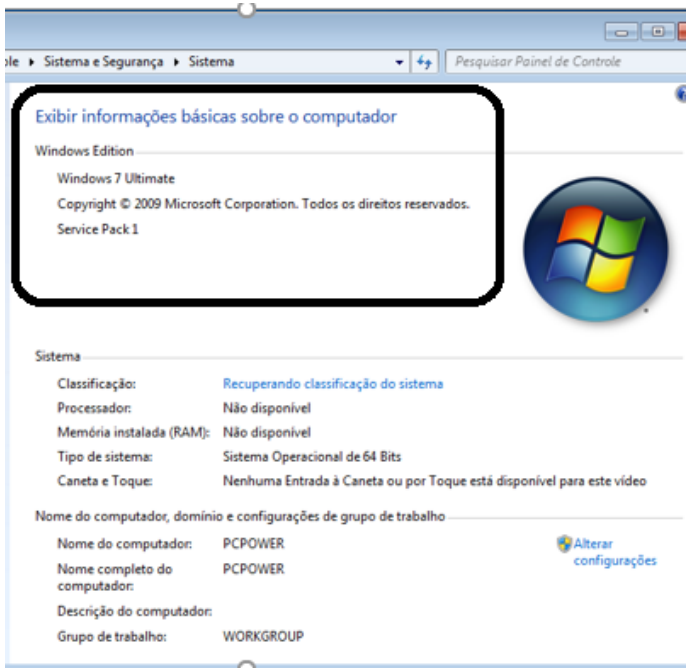 Sistema e Segurança ▸ Sistema
Pesquisar Painel de Controle
Exibir informações básicas sobre o computador
Windows Edition
Windows 7 Ultimate
Copyright © 2009 Microsoft Corporation. Todos os direitos reservados.
Service Pack 1
Sistema
Classificação: Recuperando classificação do sistema
Processador: Não disponível
Memória instalada (RAM): Não disponível
Tipo de sistema: Sistema Operacional de 64 Bits
Caneta e Toque: Nenhuma Entrada à Caneta ou por Toque está disponível para este vídeo
Nome do computador, domínio e configurações de grupo de trabalho
Nome do computador: PCPOWER
Alterar
configurações
Nome completo do
computador: PCPOWER
Descrição do computador:
Grupo de trabalho: WORKGROUP